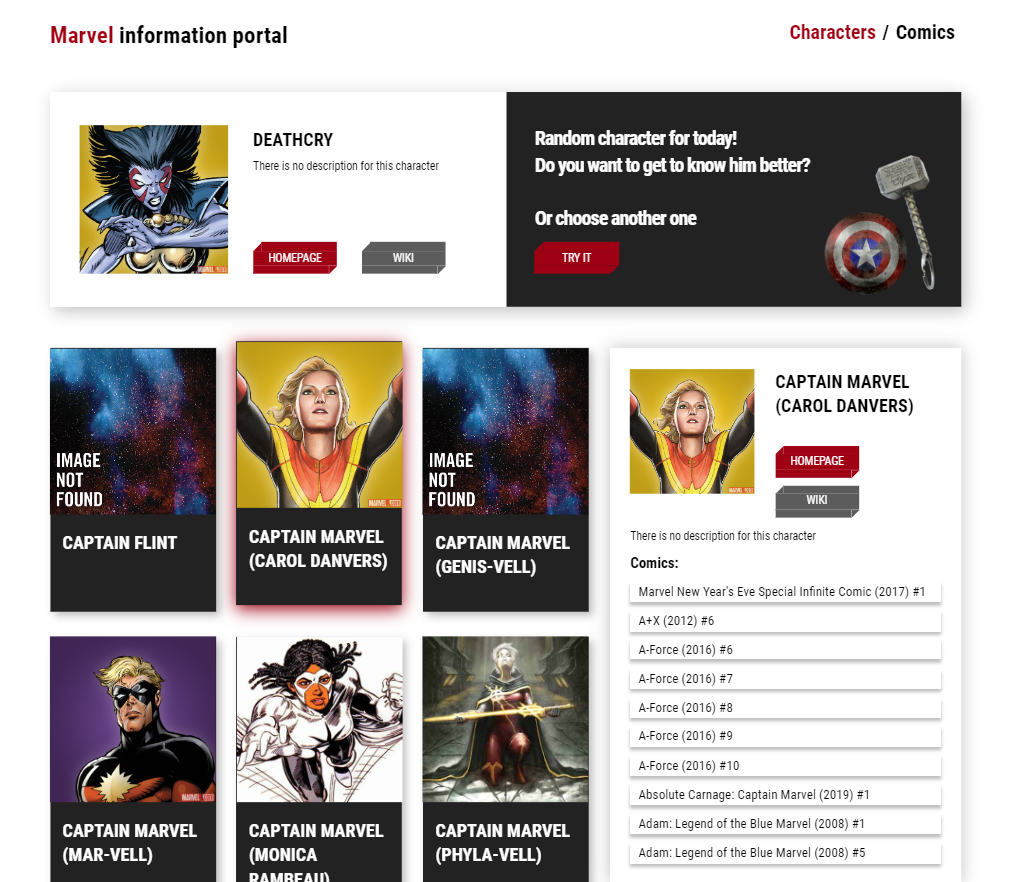 Marvel information portal
Characters / Comics
DEATHCRY
There is no description for this character
HOMEPAGE
WIKI
Random character for today!
Do you want to get to know him better?
Or choose another one
TRY IT
IMAGE
NOT
FOUND
CAPTAIN FLINT
CAPTAIN MARVEL
(CAROL DANVERS)
IMAGE
NOT
FOUND
CAPTAIN MARVEL
(GENIS-VELL)
CAPTAIN MARVEL
(MAR-VELL)
CAPTAIN MARVEL
(MONICA
RAMBEAU)
CAPTAIN MARVEL
(PHYLA-VELL)
CAPTAIN MARVEL
(CAROL DANVERS)
HOMEPAGE
WIKI
There is no description for this character
Comics:
Marvel New Year's Eve Special Infinite Comic (2017) #1
A+X (2012) #6
A-Force (2016) #6
A-Force (2016) #7
A-Force (2016) #8
A-Force (2016) #9
A-Force (2016) #10
Absolute Carnage: Captain Marvel (2019) #1
Adam: Legend of the Blue Marvel (2008) #1
Adam: Legend of the Blue Marvel (2008) #5